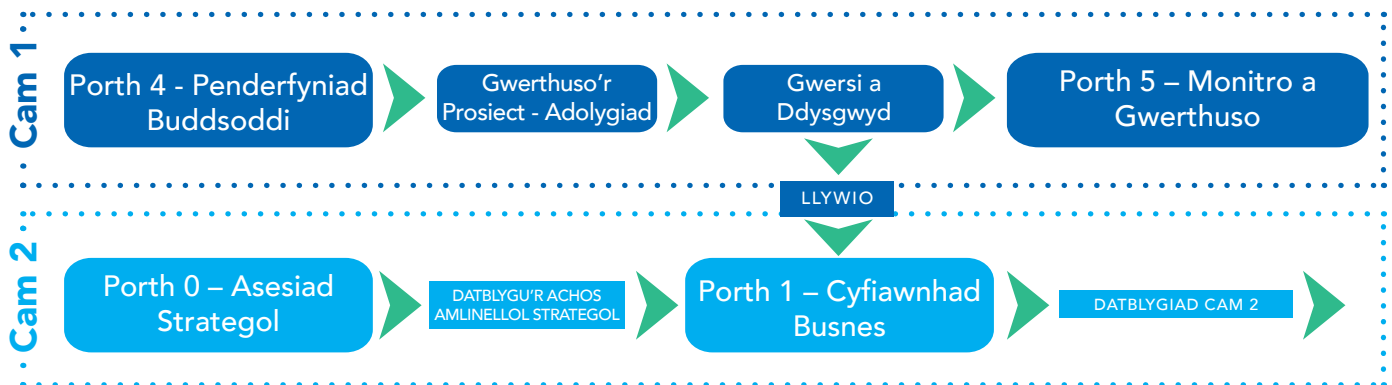 Cam 1
Porth 4 - Penderfyniad
Buddsoddi
Gwerthuso'r
Prosiect - Adolygiad
Gwersi a
Ddysgwyd
Porth 5 – Monitro a
Gwerthuso
LLYWIO
Cam 2
Porth 0 – Asesiad
Strategol
DATBLYGU'R ACHOS
AMLINELLOL STRATEGOL
Porth 1 – Cyfiawnhad
Busnes
DATBLYGIAD CAM 2